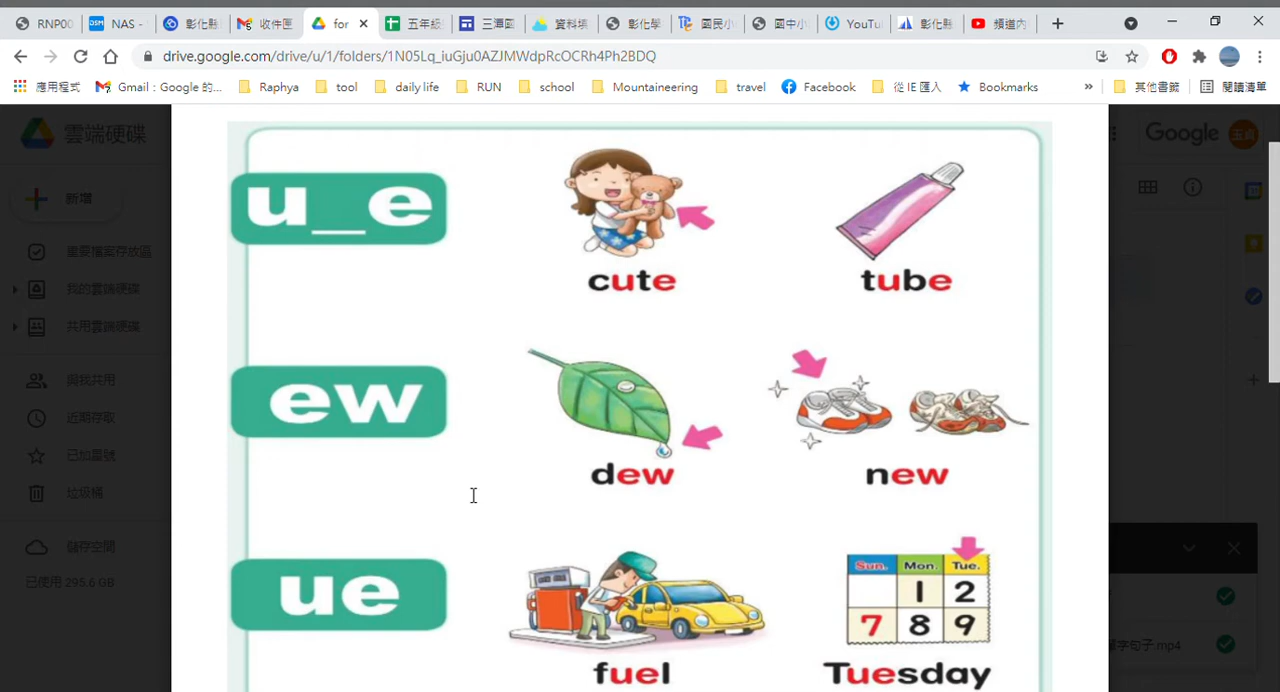 RNP00
NAS -
彰化縣
收件匣
for
五年級
三潭國
資料填
彰化學
國民小
國中小
YouTu
彰化縣
頻道內
drive.google.com/drive/u/1/folders/1N05Lq_iuGju0AZJMWdpRcOCRh4Ph2BDQ
應用程式
Gmail：Google 的...
Raphya
tool
daily life
RUN
school
Mountaineering
travel
Facebook
從 IE 匯入
Bookmarks
»
其他書籤
閱讀清單
雲端硬碟
Google
玉貞
新增
重要檔案存放區
我的雲端硬碟
共用雲端硬碟
與我共用
近期存取
已加星號
垃圾桶
儲存空間
已使用 295.6 GB
u_e
cute
tube
ew
dew
new
ue
Sun. Mon. Tue.
1 2
7 8 9
fuel
Tuesday
單字句子.mp4